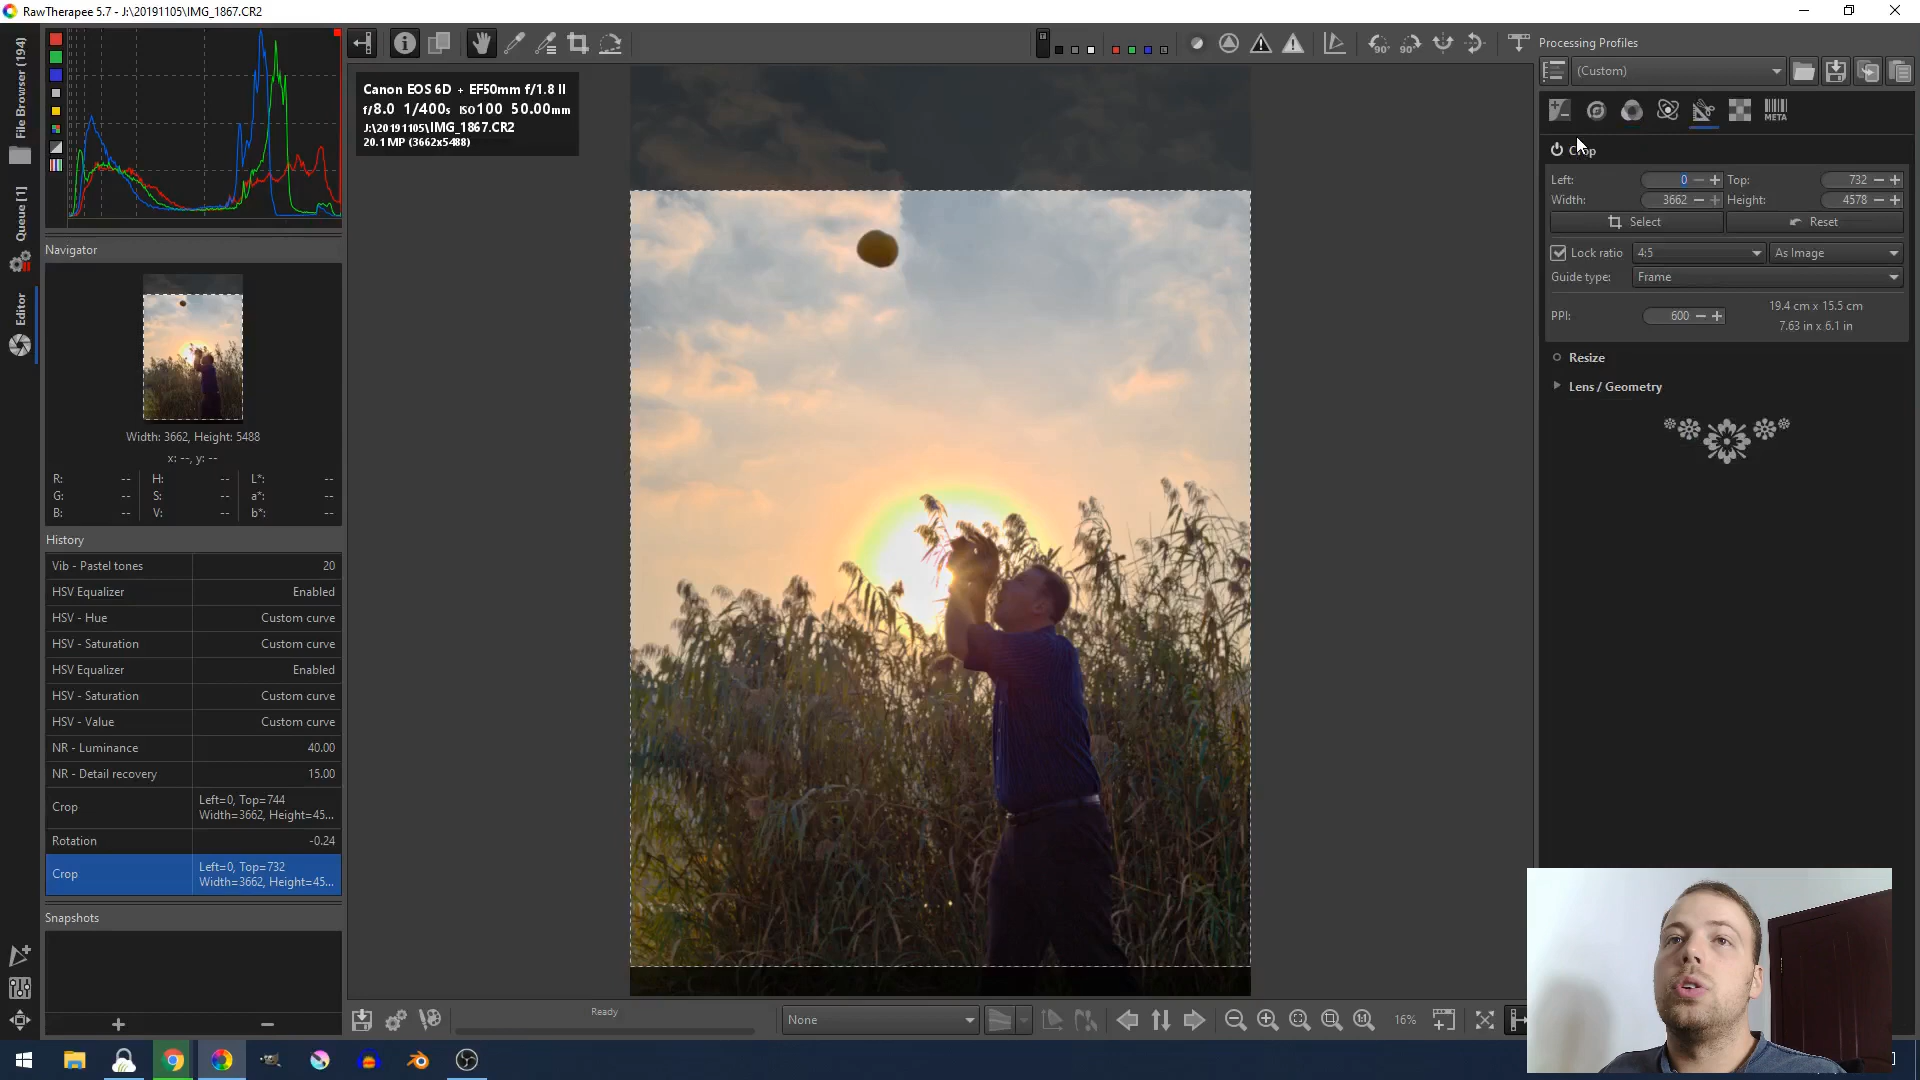 RawTherapee 5.7 - J:\20191105\IMG_1867.CR2
File Browser (194)
Queue [1]
Editor
Canon EOS 6D + EF50mm f/1.8 II
f/8.0 1/400s ISO100 50.00mm
J:\20191105\IMG_1867.CR2
20.1 MP (3662x5488)
Navigator
Width: 3662, Height: 5488
x: --, y: --
R: -- H: -- L*: --
G: -- S: -- a*: --
B: -- V: -- b*: --
History
Vib - Pastel tones 20
HSV Equalizer Enabled
HSV - Hue Custom curve
HSV - Saturation Custom curve
HSV Equalizer Enabled
HSV - Saturation Custom curve
HSV - Value Custom curve
NR - Luminance 40.00
NR - Detail recovery 15.00
Crop Left=0, Top=744
Width=3662, Height=45...
Rotation -0.24
Crop Left=0, Top=732
Width=3662, Height=45...
Snapshots
Ready
None
16%
1:1
90°
90°
Processing Profiles
(Custom)
META
Crop
Left: 0 Top: 732
Width: 3662 Height: 4578
Select Reset
Lock ratio 4:5 As Image
Guide type: Frame
PPI: 600
19.4 cm x 15.5 cm
7.63 in x 6.1 in
Resize
Lens / Geometry